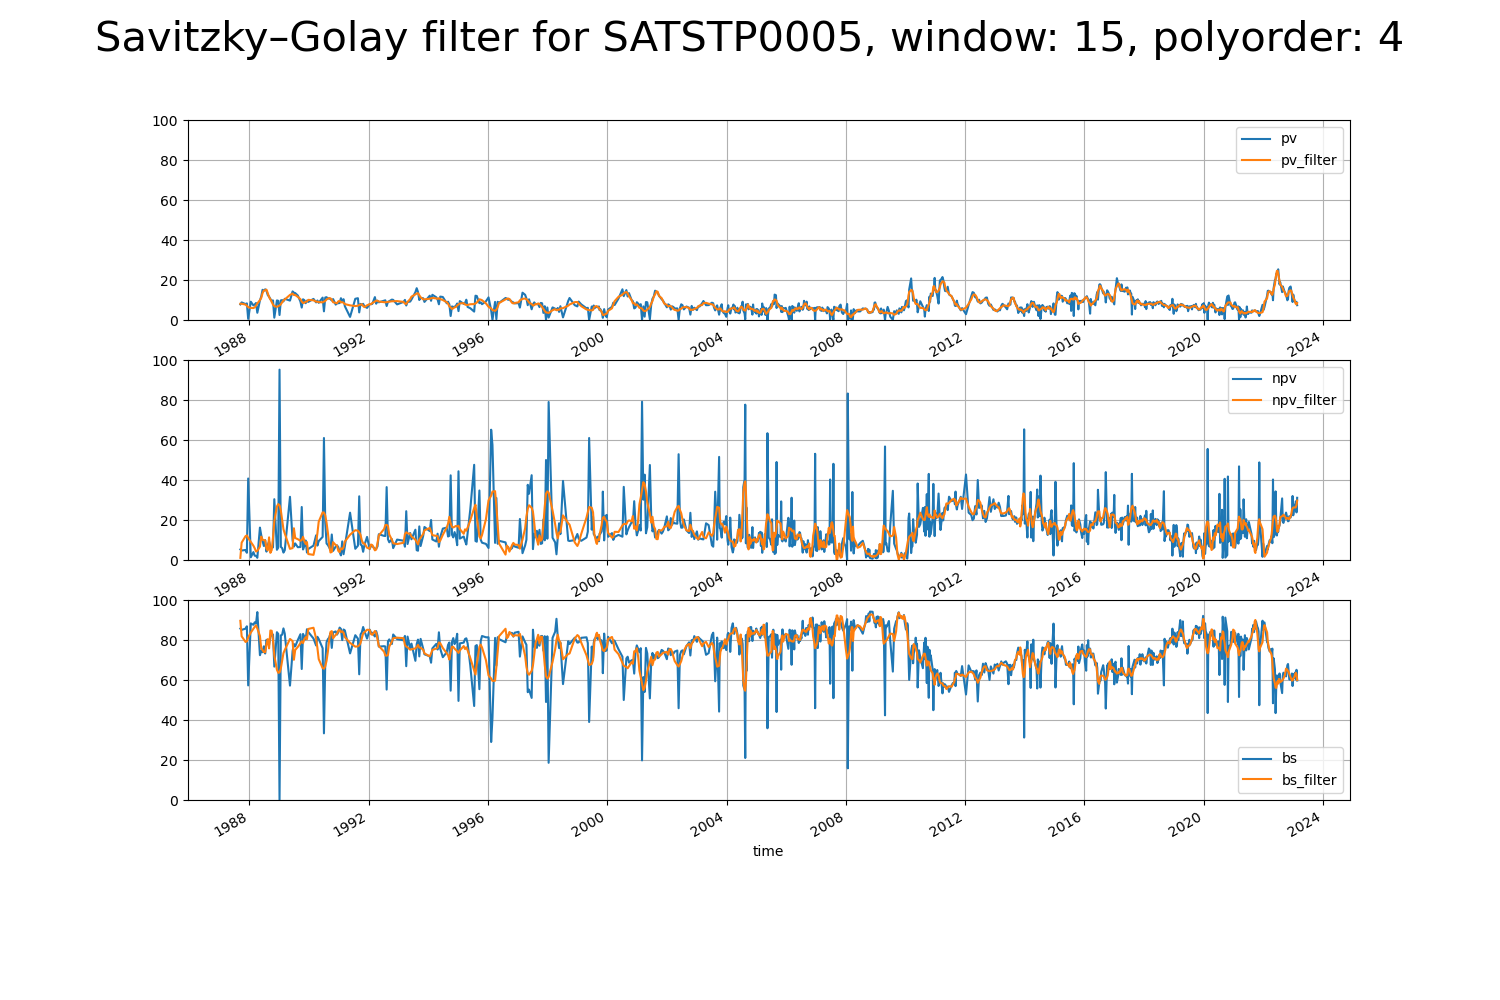 Savitzky–Golay filter for SATSTP0005, window: 15, polyorder: 4
100
80
60
40
20
0
pv
pv_filter
1988 1992 1996 2000 2004 2008 2012 2016 2020 2024
100
80
60
40
20
0
npv
npv_filter
1988 1992 1996 2000 2004 2008 2012 2016 2020 2024
100
80
60
40
20
0
bs
bs_filter
1988 1992 1996 2000 2004 2008 2012 2016 2020 2024
time